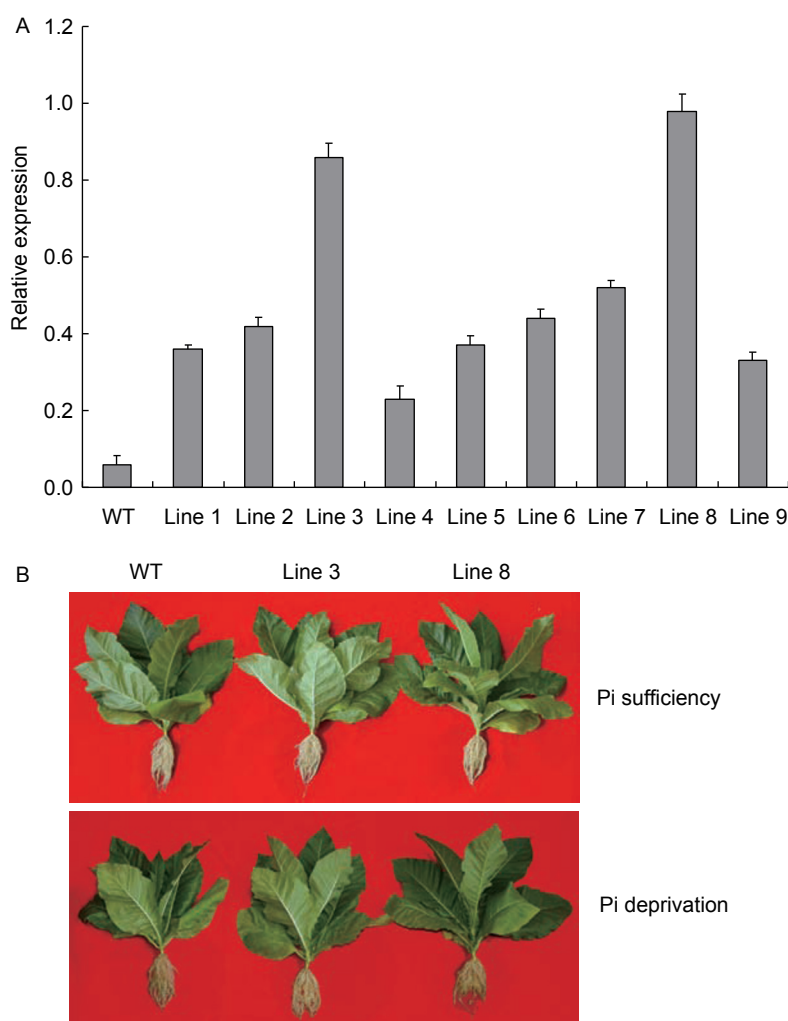 A
Relative expression
1.2
1.0
0.8
0.6
0.4
0.2
0.0
WT Line 1 Line 2 Line 3 Line 4 Line 5 Line 6 Line 7 Line 8 Line 9
B
WT Line 3 Line 8
Pi sufficiency
Pi deprivation